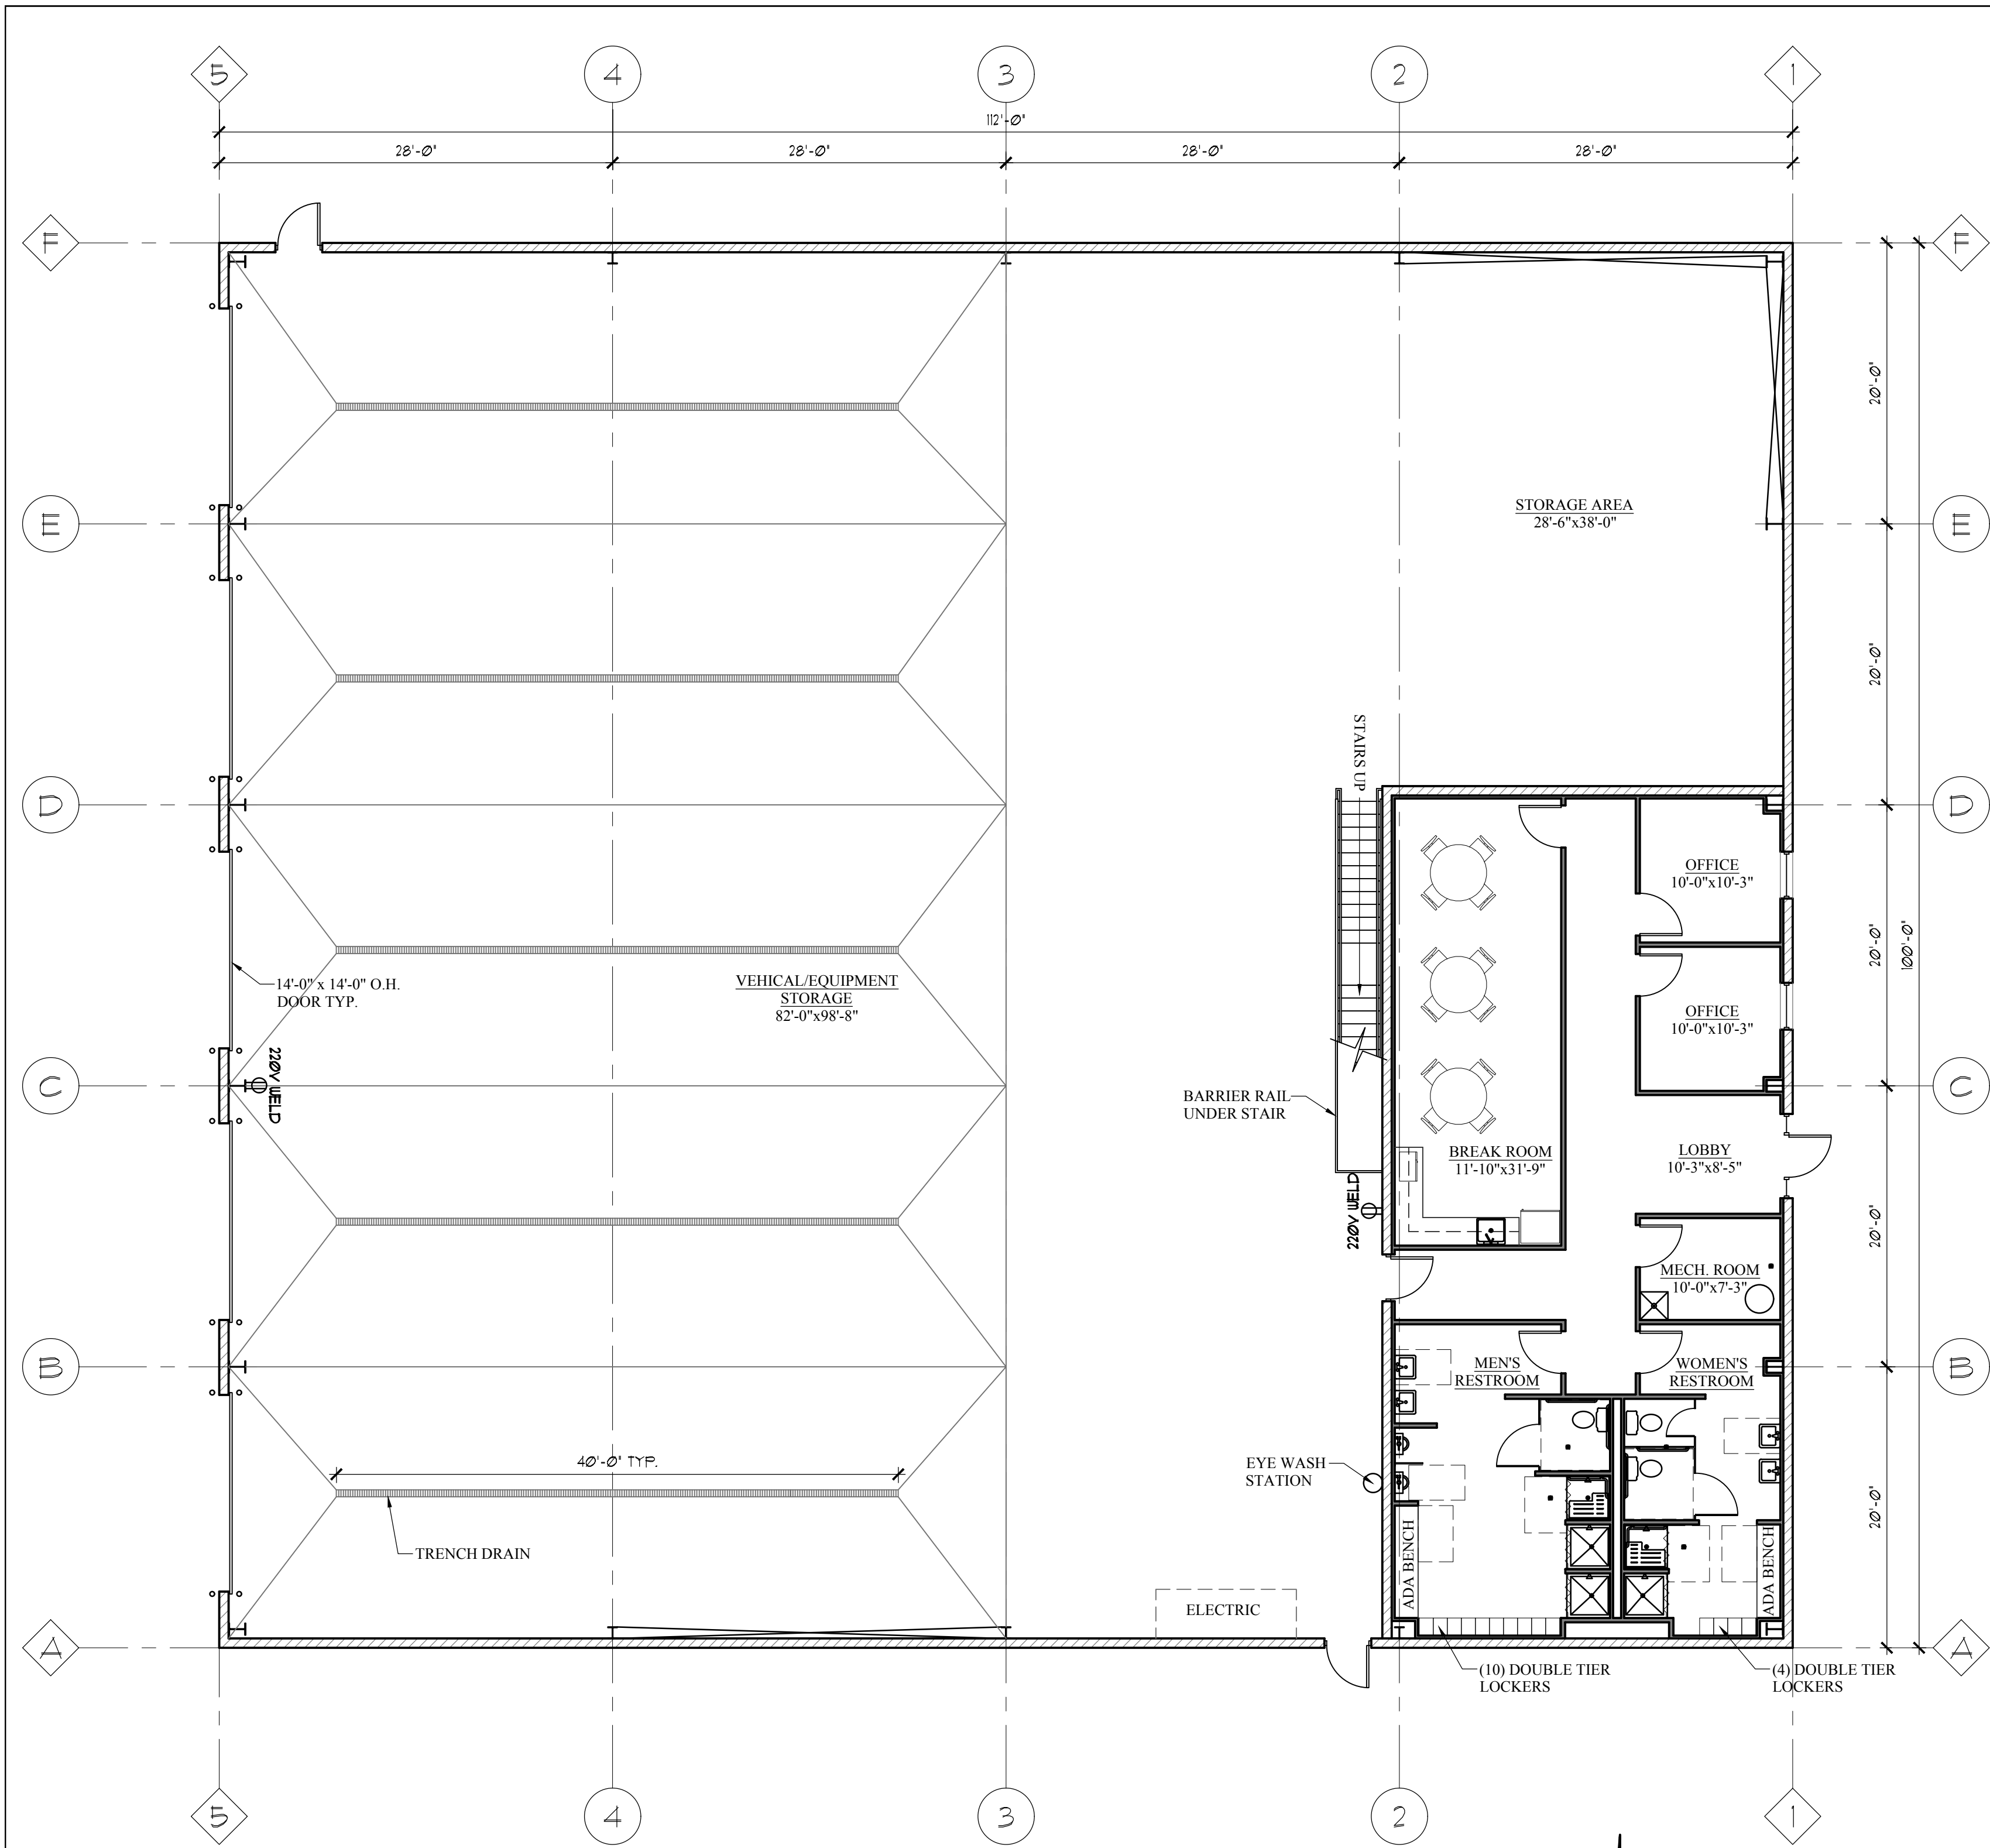 5
4
3
2
1
112'-0"
28'-0"
28'-0"
28'-0"
28'-0"
F
F
20'-0"
E
STORAGE AREA
28'-6"x38'-0"
E
20'-0"
STAIRS UP
D
D
OFFICE
10'-0"x10'-3"
20'-0"
100'-0"
14'-0" x 14'-0" O.H.
DOOR TYP.
VEHICAL/EQUIPMENT
STORAGE
82'-0"x98'-8"
OFFICE
10'-0"x10'-3"
C
220V WELD
BARRIER RAIL
UNDER STAIR
C
BREAK ROOM
11'-10"x31'-9"
LOBBY
10'-3"x8'-5"
220V WELD
20'-0"
MECH. ROOM
10'-0"x7'-3"
B
MEN'S
RESTROOM
WOMEN'S
RESTROOM
B
40'-0" TYP.
EYE WASH
STATION
20'-0"
TRENCH DRAIN
ADA BENCH
ADA BENCH
ELECTRIC
A
A
(10) DOUBLE TIER
LOCKERS
(4) DOUBLE TIER
LOCKERS
5
4
3
2
1